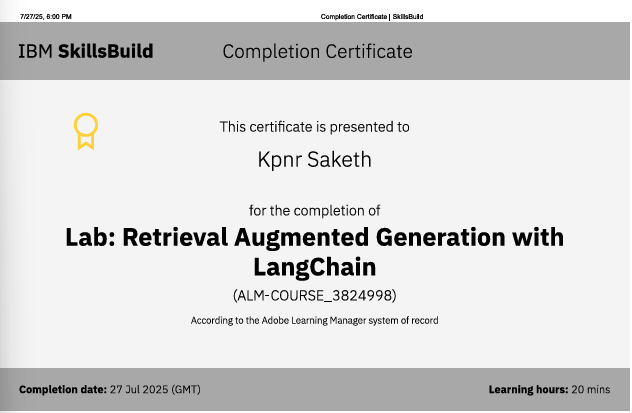 7/27/25, 6:00 PM Completion Certificate | SkillsBuild
IBM SkillsBuild Completion Certificate
This certificate is presented to
Kpnr Saketh
for the completion of
Lab: Retrieval Augmented Generation with
LangChain
(ALM-COURSE_3824998)
According to the Adobe Learning Manager system of record
Completion date: 27 Jul 2025 (GMT) Learning hours: 20 mins